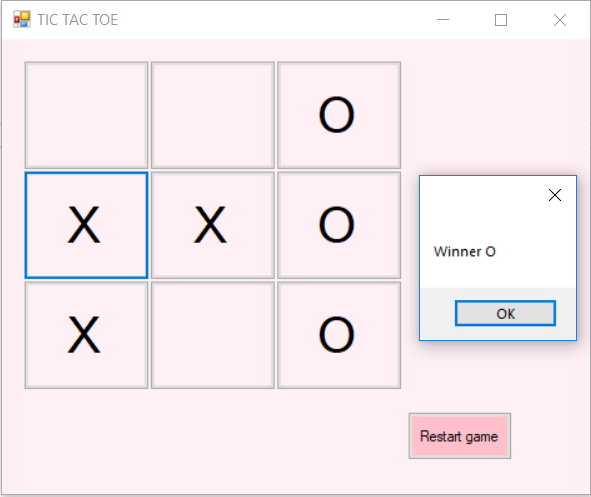 TIC TAC TOE
O
X X O
Winner O
X O
OK
Restart game